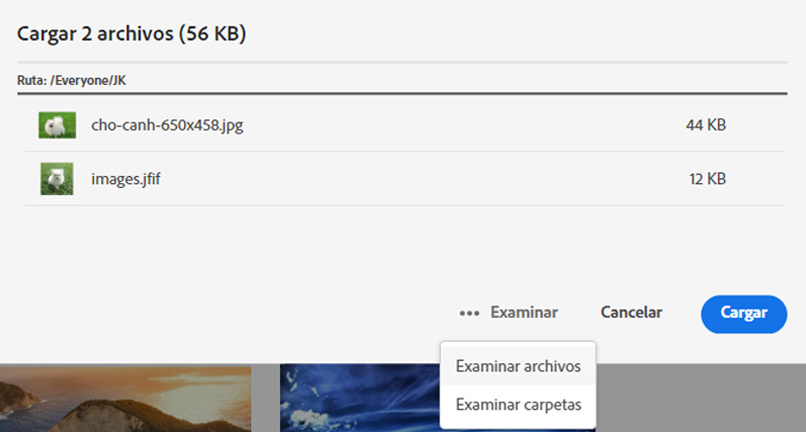 Cargar 2 archivos (56 KB)
Ruta: /Everyone/JK
cho-canh-650x458.jpg 44 KB
images.jfif 12 KB
••• Examinar Cancelar Cargar
Examinar archivos
Examinar carpetas